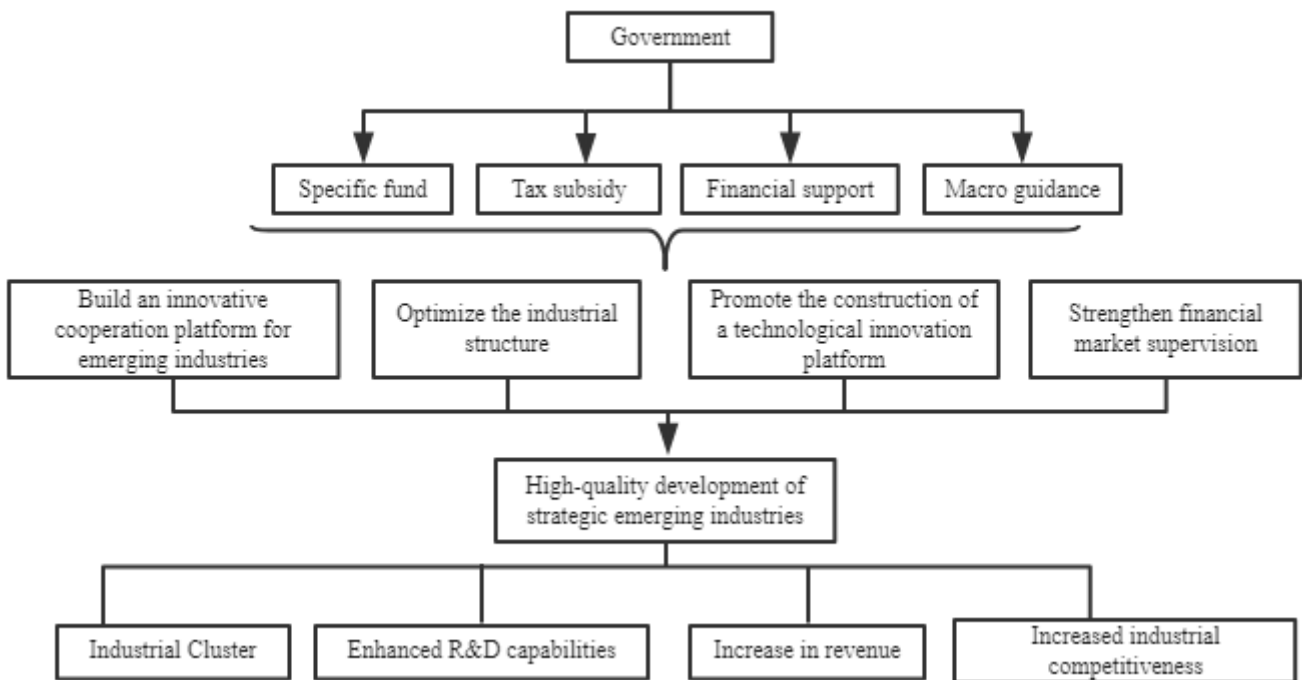 Government
Specific fund
Tax subsidy
Financial support
Macro guidance
Build an innovative
cooperation platform for
emerging industries
Optimize the industrial
structure
Promote the construction of
a technological innovation
platform
Strengthen financial
market supervision
High-quality development of
strategic emerging industries
Industrial Cluster
Enhanced R&D capabilities
Increase in revenue
Increased industrial
competitiveness